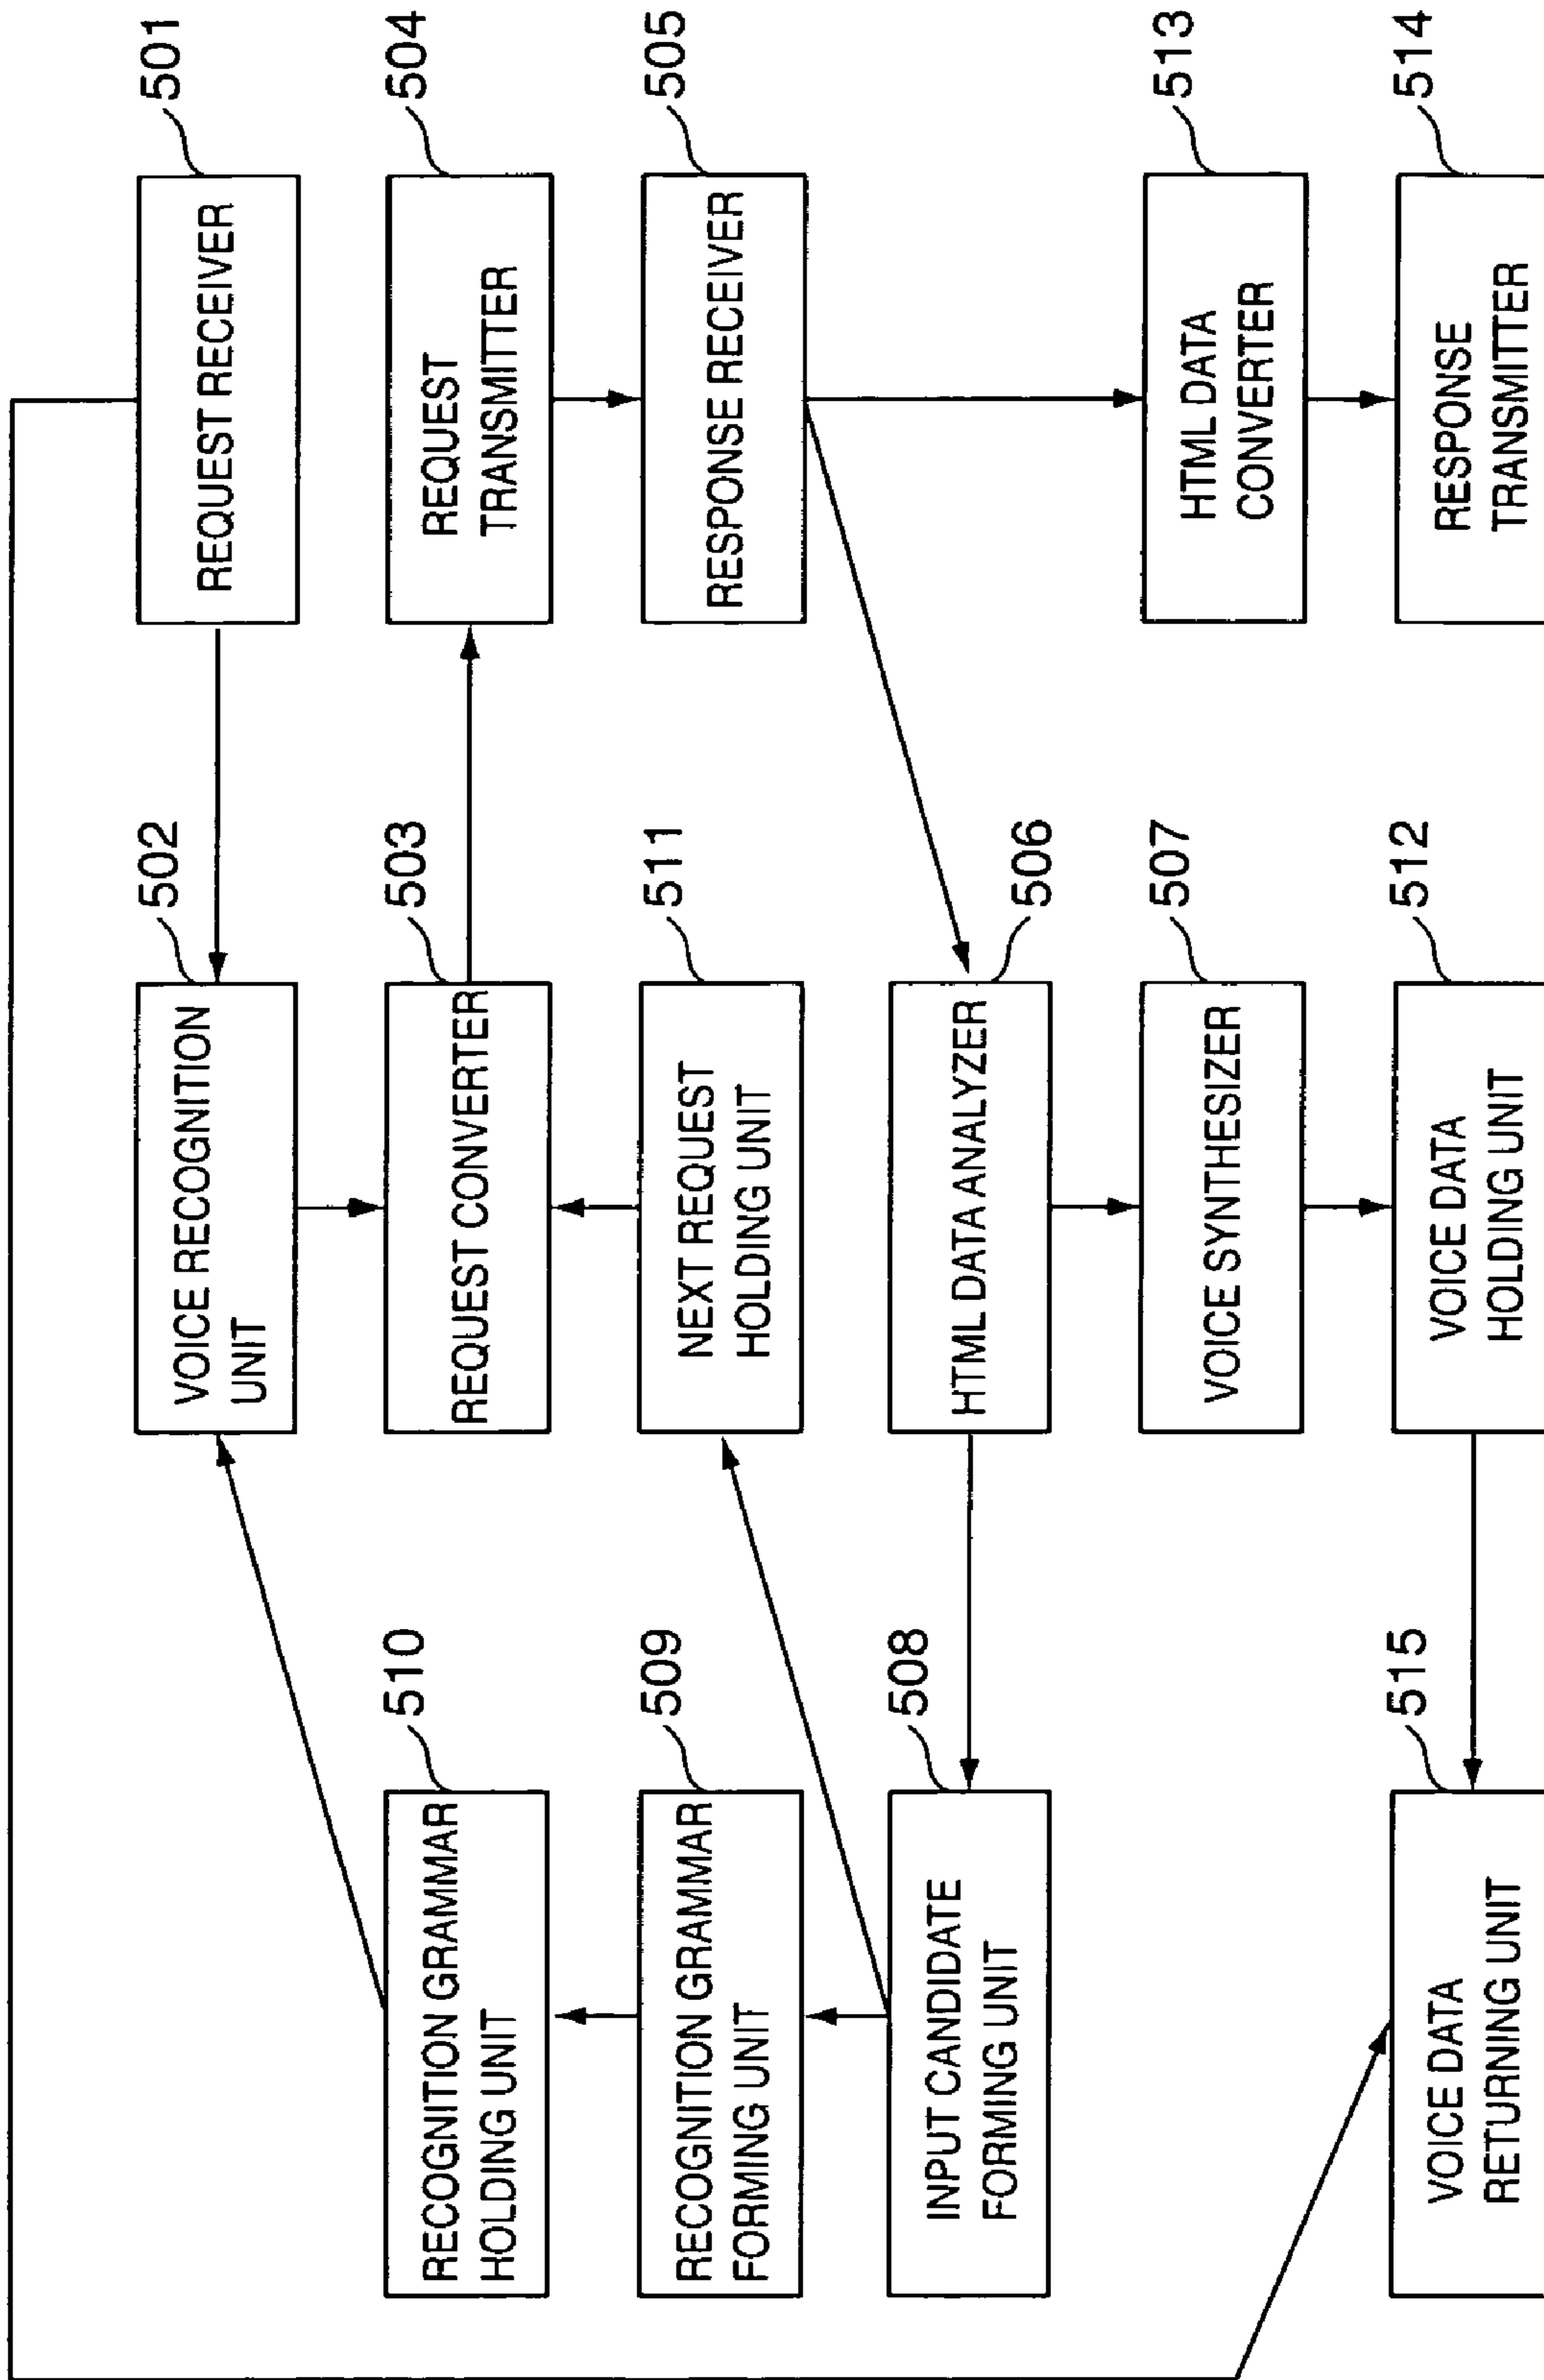 501
REQUEST RECEIVER
502
VOICE RECOGNITION
UNIT
503
REQUEST CONVERTER
504
REQUEST
TRANSMITTER
505
RESPONSE RECEIVER
510
RECOGNITION GRAMMAR
HOLDING UNIT
509
RECOGNITION GRAMMAR
FORMING UNIT
511
NEXT REQUEST
HOLDING UNIT
508
INPUT CANDIDATE
FORMING UNIT
506
HTML DATA ANALYZER
507
VOICE SYNTHESIZER
513
HTML DATA
CONVERTER
515
VOICE DATA
RETURNING UNIT
512
VOICE DATA
HOLDING UNIT
514
RESPONSE
TRANSMITTER